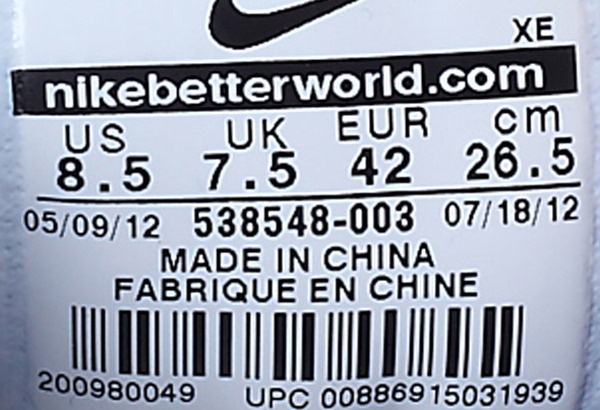 XE
nikebetterworld.com
US UK EUR cm
8.5 7.5 42 26.5
05/09/12 538548-003 07/18/12
MADE IN CHINA
FABRIQUE EN CHINE
200980049 UPC 00886915031939